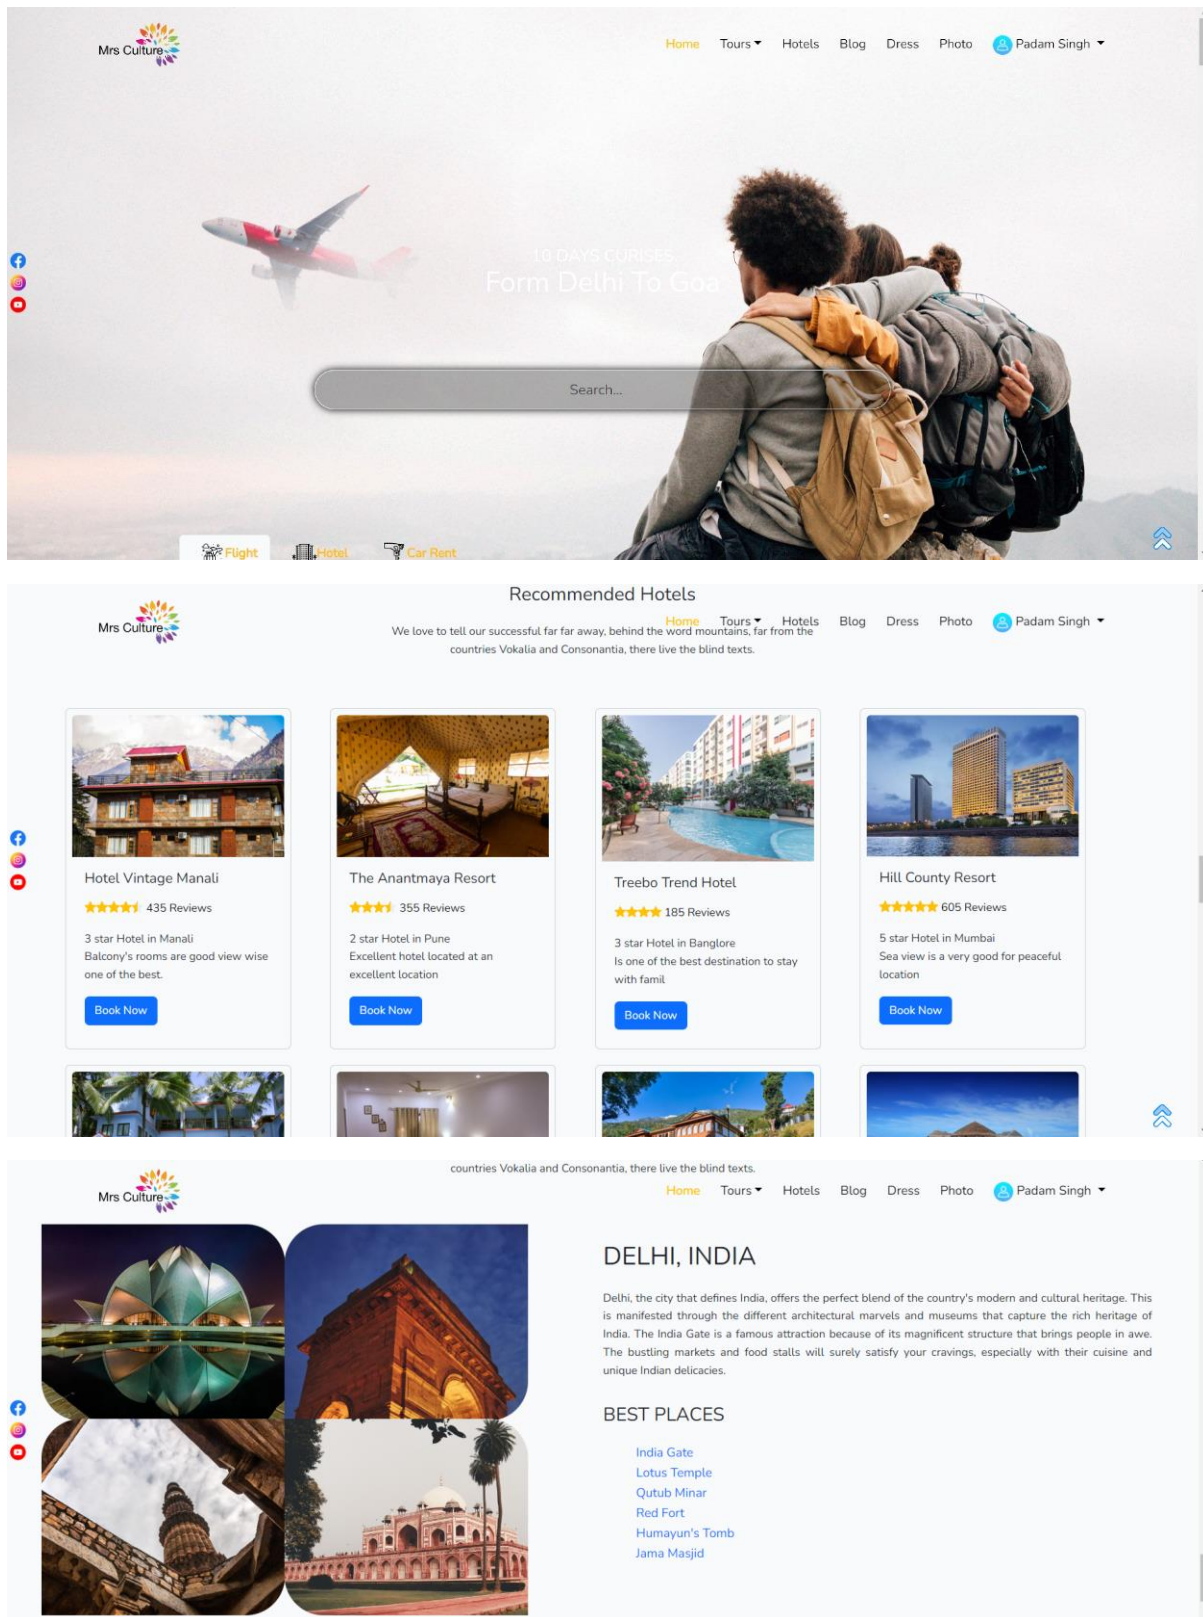 Mrs Culture
Home Tours Hotels Blog Dress Photo Padam Singh
10 DAYS CURISES
Form Delhi To Goa
Search...
Flight Hotel Car Rent
Recommended Hotels
Mrs Culture
Home Tours Hotels Blog Dress Photo Padam Singh
We love to tell our successful far far away, behind the word mountains, far from the
countries Vokalia and Consonantia, there live the blind texts.
Hotel Vintage Manali
435 Reviews
3 star Hotel in Manali
Balcony's rooms are good view wise
one of the best.
Book Now
The Anantmaya Resort
355 Reviews
2 star Hotel in Pune
Excellent hotel located at an
excellent location
Book Now
Treebo Trend Hotel
185 Reviews
3 star Hotel in Banglore
Is one of the best destination to stay
with famil
Book Now
Hill County Resort
605 Reviews
5 star Hotel in Mumbai
Sea view is a very good for peaceful
location
Book Now
countries Vokalia and Consonantia, there live the blind texts.
Mrs Culture
Home Tours Hotels Blog Dress Photo Padam Singh
DELHI, INDIA
Delhi, the city that defines India, offers the perfect blend of the country's modern and cultural heritage. This
is manifested through the different architectural marvels and museums that capture the rich heritage of
India. The India Gate is a famous attraction because of its magnificent structure that brings people in awe.
The bustling markets and food stalls will surely satisfy your cravings, especially with their cuisine and
unique Indian delicacies.
BEST PLACES
India Gate
Lotus Temple
Qutub Minar
Red Fort
Humayun's Tomb
Jama Masjid